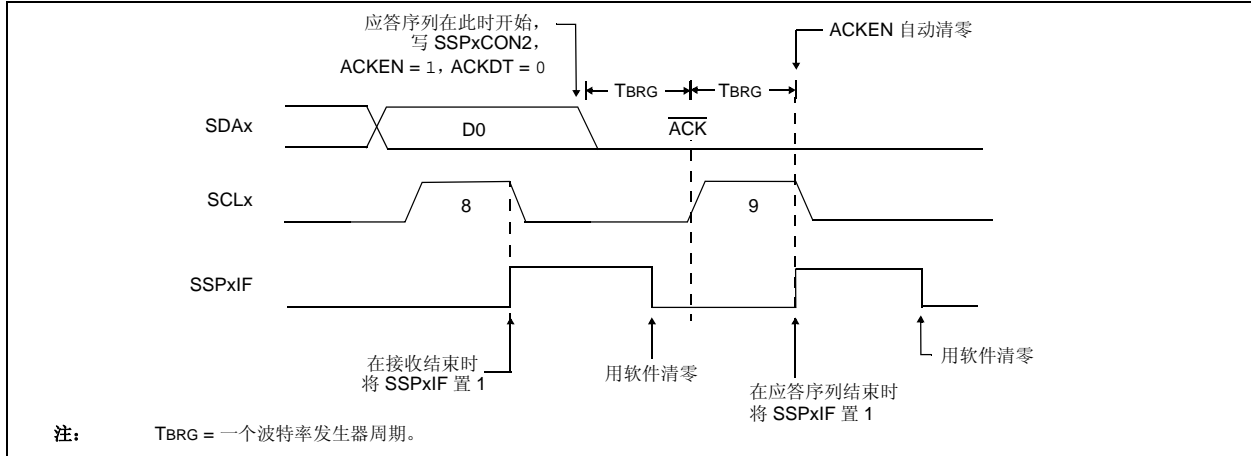 应答序列在此时开始，
写 SSPxCON2，
ACKEN = 1，ACKDT = 0
ACKEN 自动清零
TBRG
TBRG
SDAx
D0
ACK
SCLx
8
9
SSPxIF
在接收结束时
将 SSPxIF 置 1
用软件清零
在应答序列结束时
将 SSPxIF 置 1
用软件清零
注： TBRG = 一个波特率发生器周期。